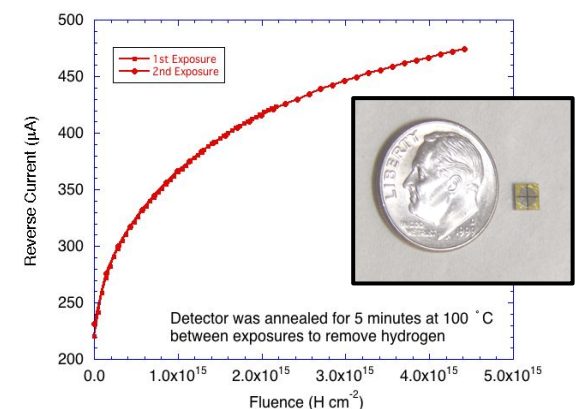 500
450
400
350
300
250
200
Reverse Current (µA)
1st Exposure
2nd Exposure
LIBERTY
Detector was annealed for 5 minutes at 100 ˚C
between exposures to remove hydrogen
0.0
1.0x10¹⁵
2.0x10¹⁵
3.0x10¹⁵
4.0x10¹⁵
5.0x10¹⁵
Fluence (H cm⁻²)